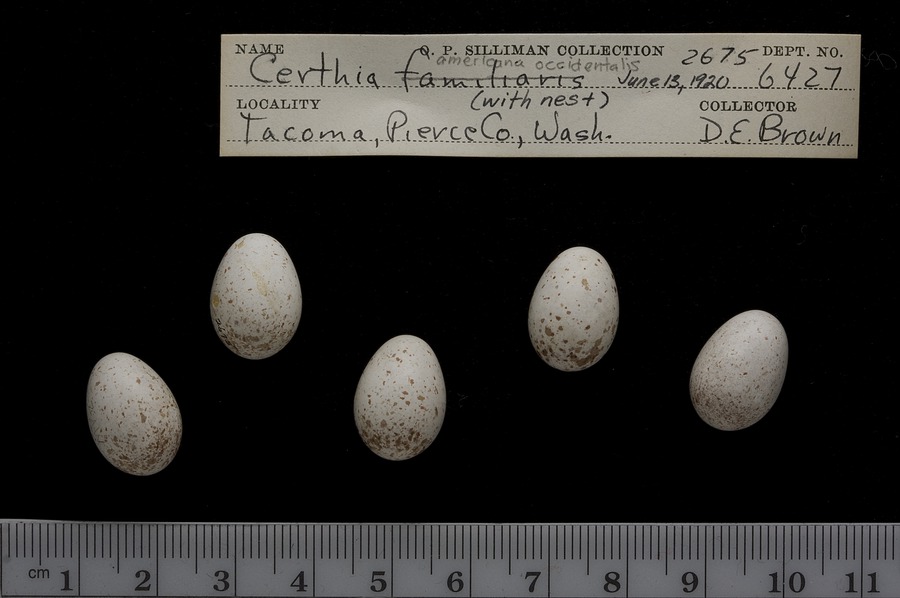 NAME O. P. SILLIMAN COLLECTION 2675 DEPT. NO.
americana occidentalis
Certhia familiaris June 13, 1920 6427
LOCALITY (with nest) COLLECTOR
Tacoma, Pierce Co., Wash. D.E. Brown
cm 1 2 3 4 5 6 7 8 9 10 11